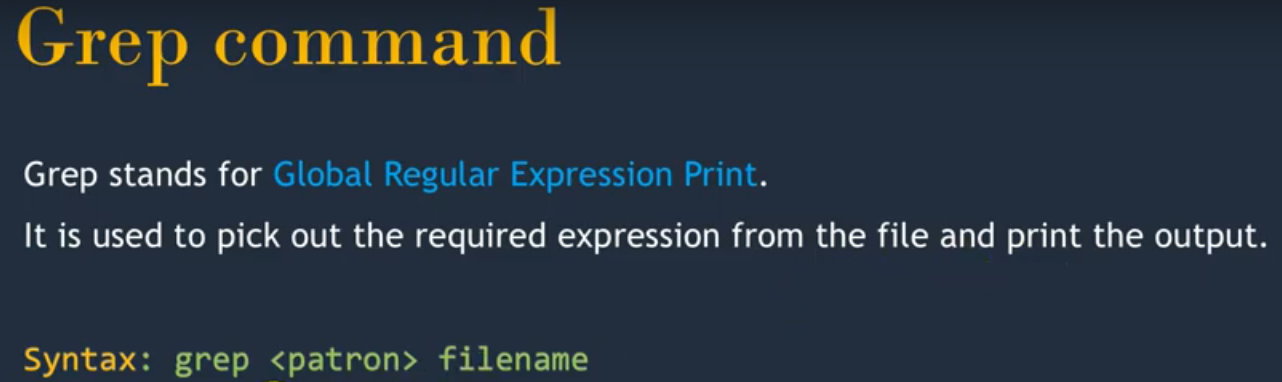 Grep command
Grep stands for Global Regular Expression Print.
It is used to pick out the required expression from the file and print the output.
Syntax: grep <patron> filename